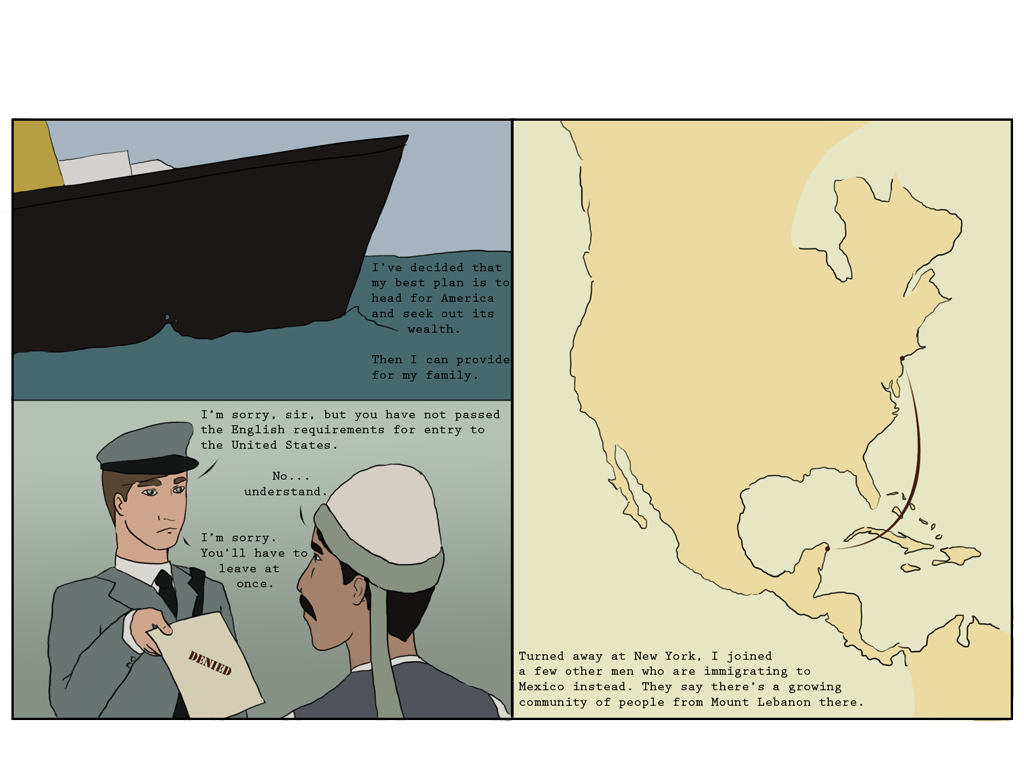 I've decided that
my best plan is to
head for America
and seek out its
wealth.
Then I can provide
for my family.
I'm sorry, sir, but you have not passed
the English requirements for entry to
the United States.
No...
understand.
I'm sorry.
You'll have to
leave at
once.
DENIED
Turned away at New York, I joined
a few other men who are immigrating to
Mexico instead. They say there's a growing
community of people from Mount Lebanon there.